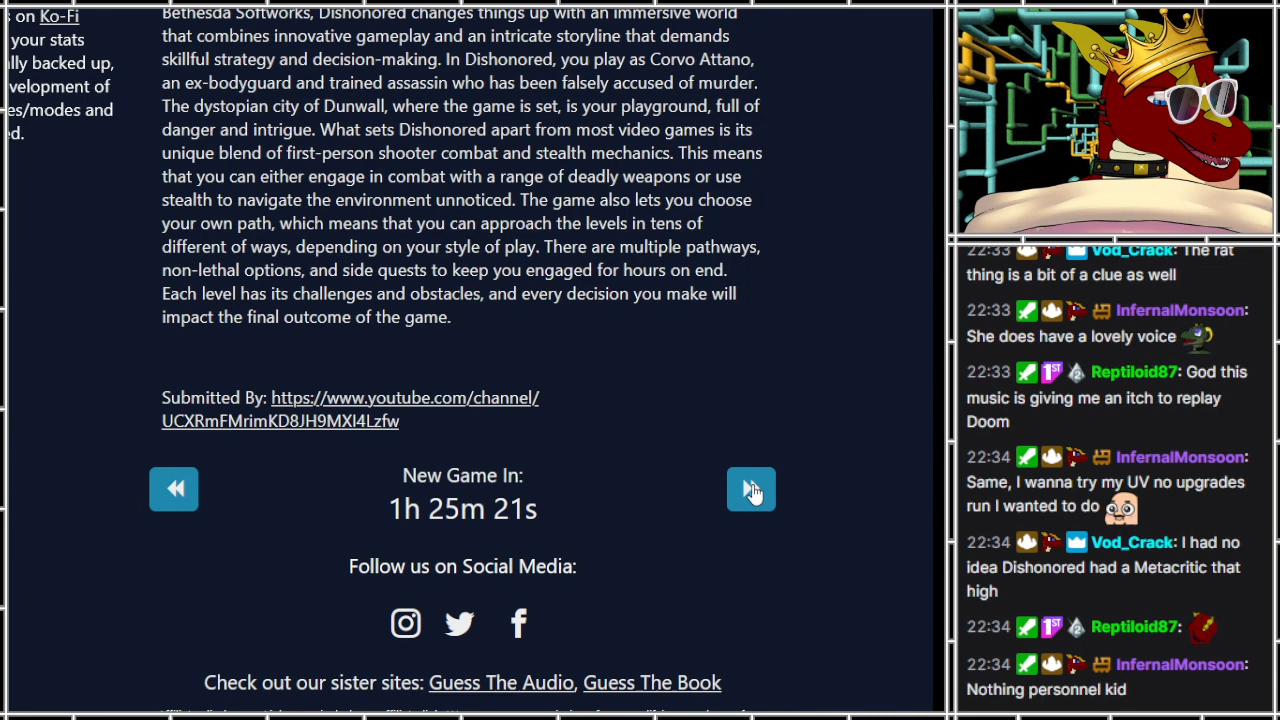 s on Ko-Fi
your stats
lly backed up,
velopment of
es/modes and
ed.
Bethesda Softworks, Dishonored changes things up with an immersive world
that combines innovative gameplay and an intricate storyline that demands
skillful strategy and decision-making. In Dishonored, you play as Corvo Attano,
an ex-bodyguard and trained assassin who has been falsely accused of murder.
The dystopian city of Dunwall, where the game is set, is your playground, full of
danger and intrigue. What sets Dishonored apart from most video games is its
unique blend of first-person shooter combat and stealth mechanics. This means
that you can either engage in combat with a range of deadly weapons or use
stealth to navigate the environment unnoticed. The game also lets you choose
your own path, which means that you can approach the levels in tens of
different of ways, depending on your style of play. There are multiple pathways,
non-lethal options, and side quests to keep you engaged for hours on end.
Each level has its challenges and obstacles, and every decision you make will
impact the final outcome of the game.
Submitted By: https://www.youtube.com/channel/
UCXRmFMrimKD8JH9MXl4Lzfw
New Game In:
1h 25m 21s
Follow us on Social Media:
Check out our sister sites: Guess The Audio, Guess The Book
22:33 Vod_Crack: The rat
thing is a bit of a clue as well
22:33 InfernalMonsoon:
She does have a lovely voice
22:33 1ST 2 Reptiloid87: God this
music is giving me an itch to replay
Doom
22:34 InfernalMonsoon:
Same, I wanna try my UV no upgrades
run I wanted to do
22:34 Vod_Crack: I had no
idea Dishonored had a Metacritic that
high
22:34 1ST 2 Reptiloid87:
22:34 InfernalMonsoon:
Nothing personnel kid